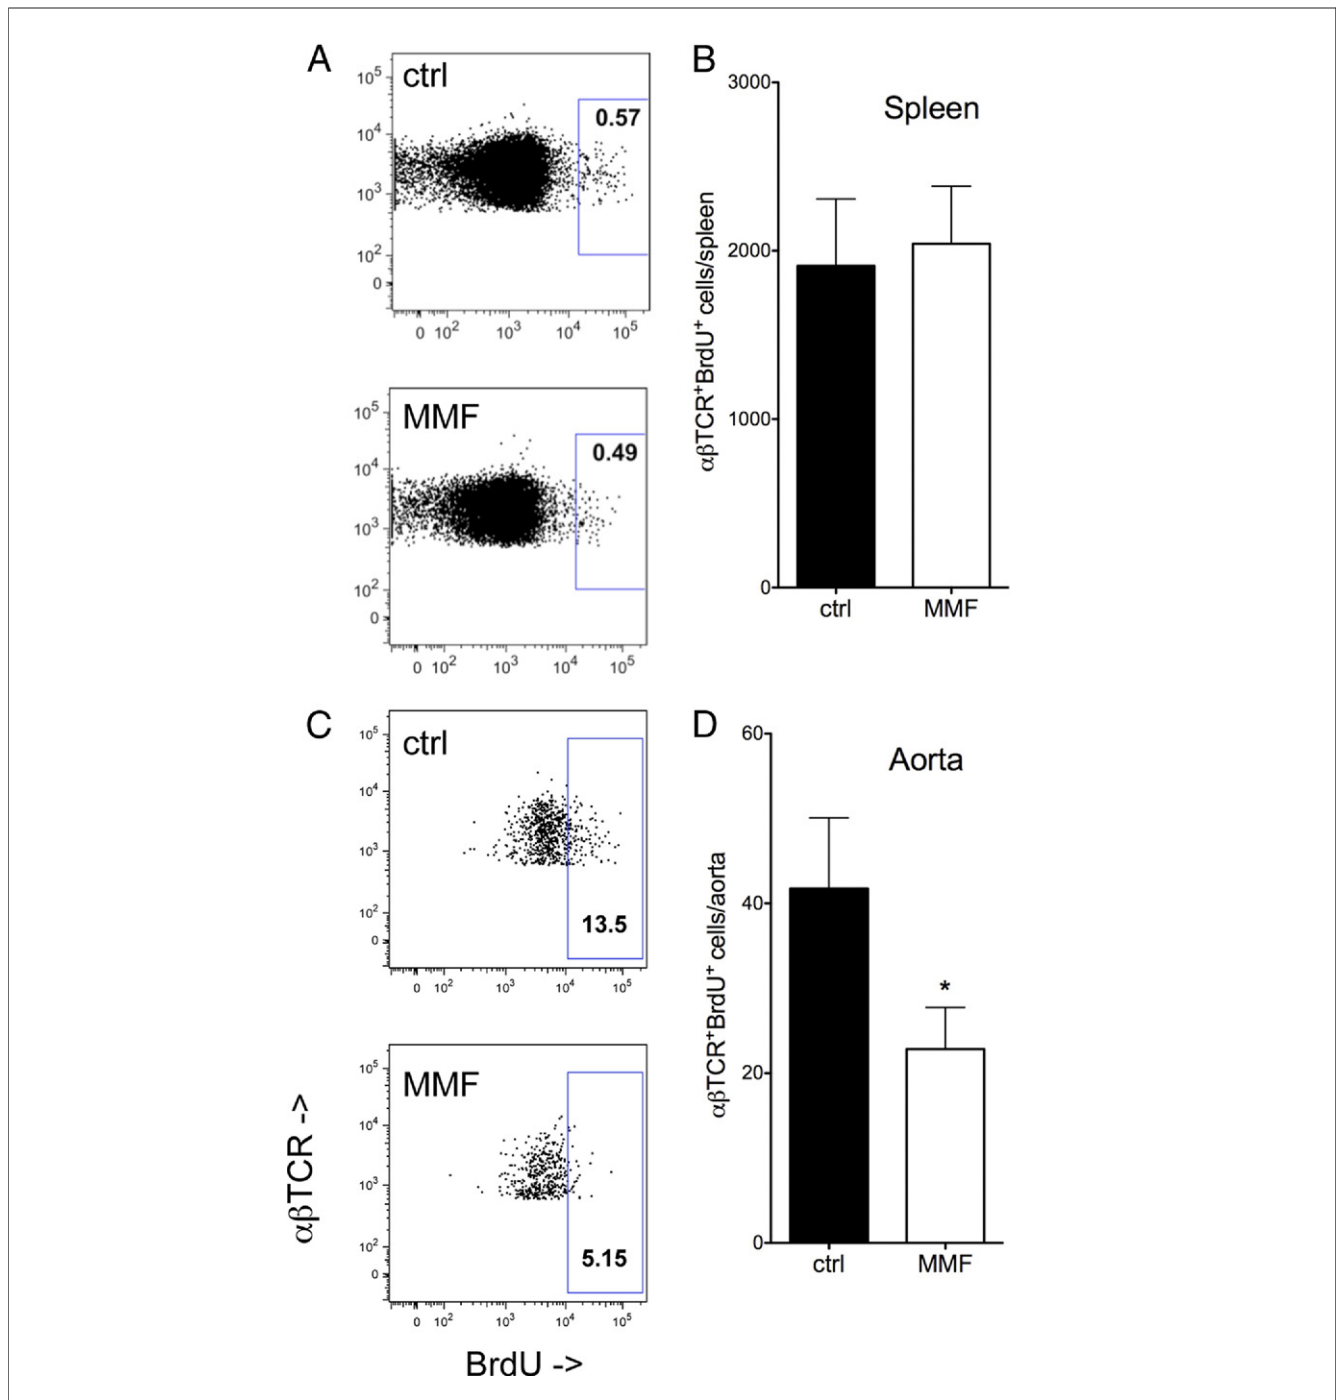 A
ctrl
0.57
10⁵
10⁴
10³
10²
0
0 10² 10³ 10⁴ 10⁵
MMF
0.49
10⁵
10⁴
10³
10²
0
0 10² 10³ 10⁴ 10⁵
B
Spleen
αβTCR⁺BrdU⁺ cells/spleen
3000
2000
1000
0
ctrl MMF
C
ctrl
10⁵
10⁴
10³
10²
0
13.5
0 10² 10³ 10⁴ 10⁵
MMF
10⁵
10⁴
10³
10²
0
5.15
0 10² 10³ 10⁴ 10⁵
αβTCR ->
BrdU ->
D
Aorta
αβTCR⁺BrdU⁺ cells/aorta
60
40
20
0
*
ctrl MMF